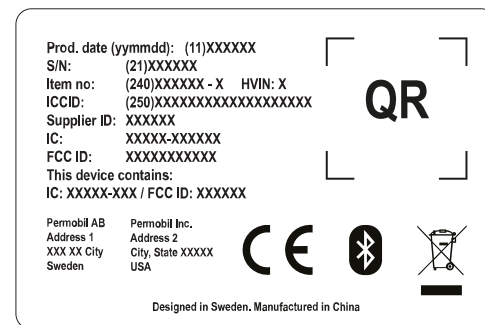 Prod. date (yymmdd): (11)XXXXXX
S/N: (21)XXXXXX
Item no: (240)XXXXXX - X HVIN: X
ICCID: (250)XXXXXXXXXXXXXXXXXXX
Supplier ID: XXXXXX
IC: XXXXX-XXXXXX
FCC ID: XXXXXXXXXXX
This device contains:
IC: XXXXX-XXX / FCC ID: XXXXXX
QR
Permobil AB
Address 1
XXX XX City
Sweden
Permobil Inc.
Address 2
City, State XXXXX
USA
CE
Designed in Sweden. Manufactured in China